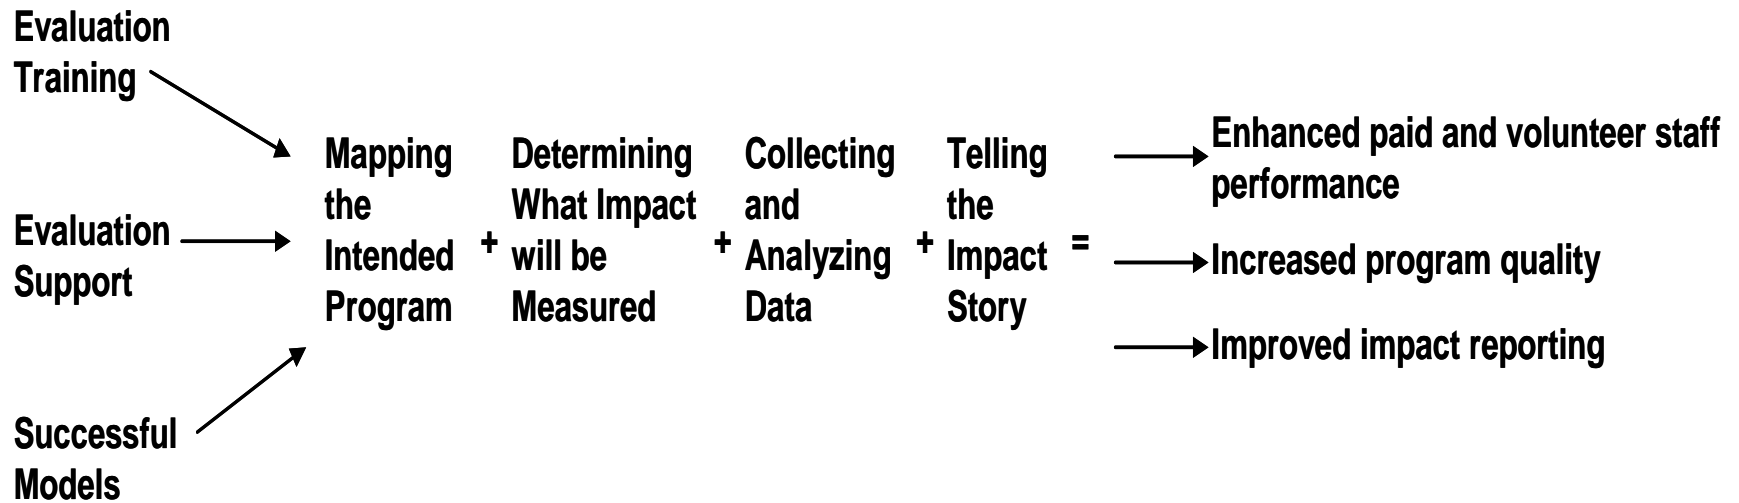 Evaluation
Training
Evaluation
Support
Successful
Models
Mapping
the
Intended
Program
+
Determining
What Impact
will be
Measured
+
Collecting
and
Analyzing
Data
+
Telling
the
Impact
Story
=
Enhanced paid and volunteer staff
performance
Increased program quality
Improved impact reporting